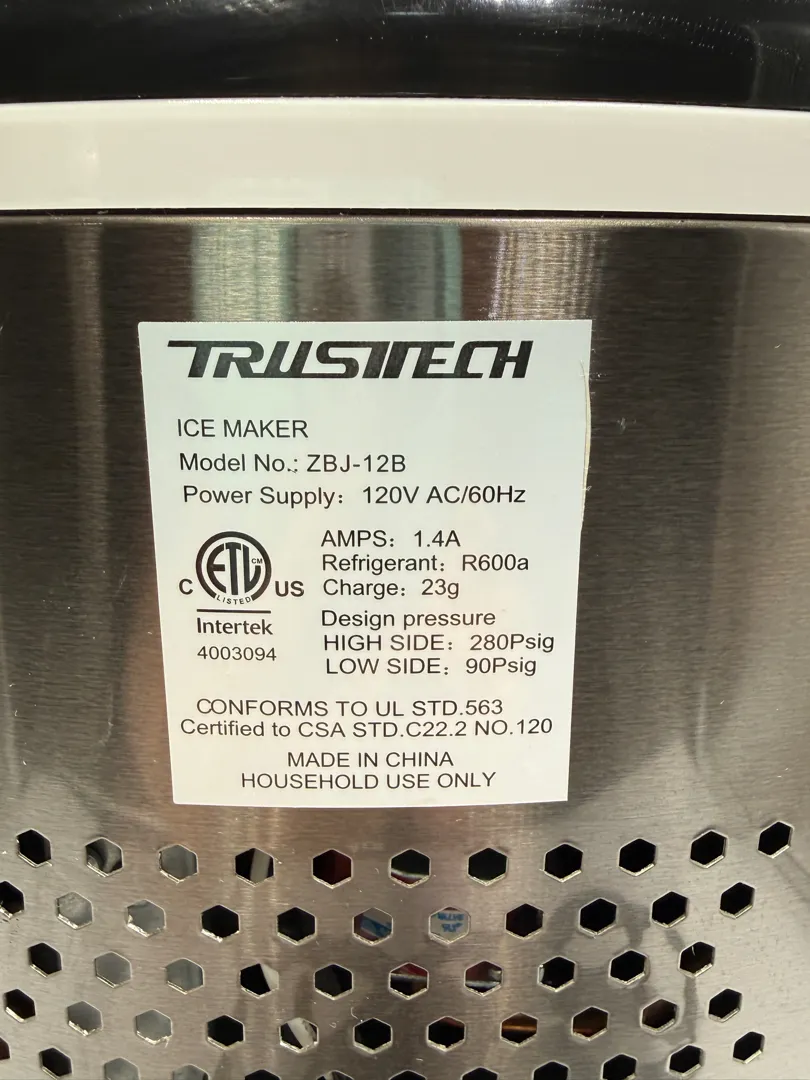 TRUSTTECH
ICE MAKER
Model No.: ZBJ-12B
Power Supply: 120V AC/60Hz
C ETL CM US
LISTED
Intertek
4003094
AMPS: 1.4A
Refrigerant: R600a
Charge: 23g
Design pressure
HIGH SIDE: 280Psig
LOW SIDE: 90Psig
CONFORMS TO UL STD.563
Certified to CSA STD.C22.2 NO.120
MADE IN CHINA
HOUSEHOLD USE ONLY